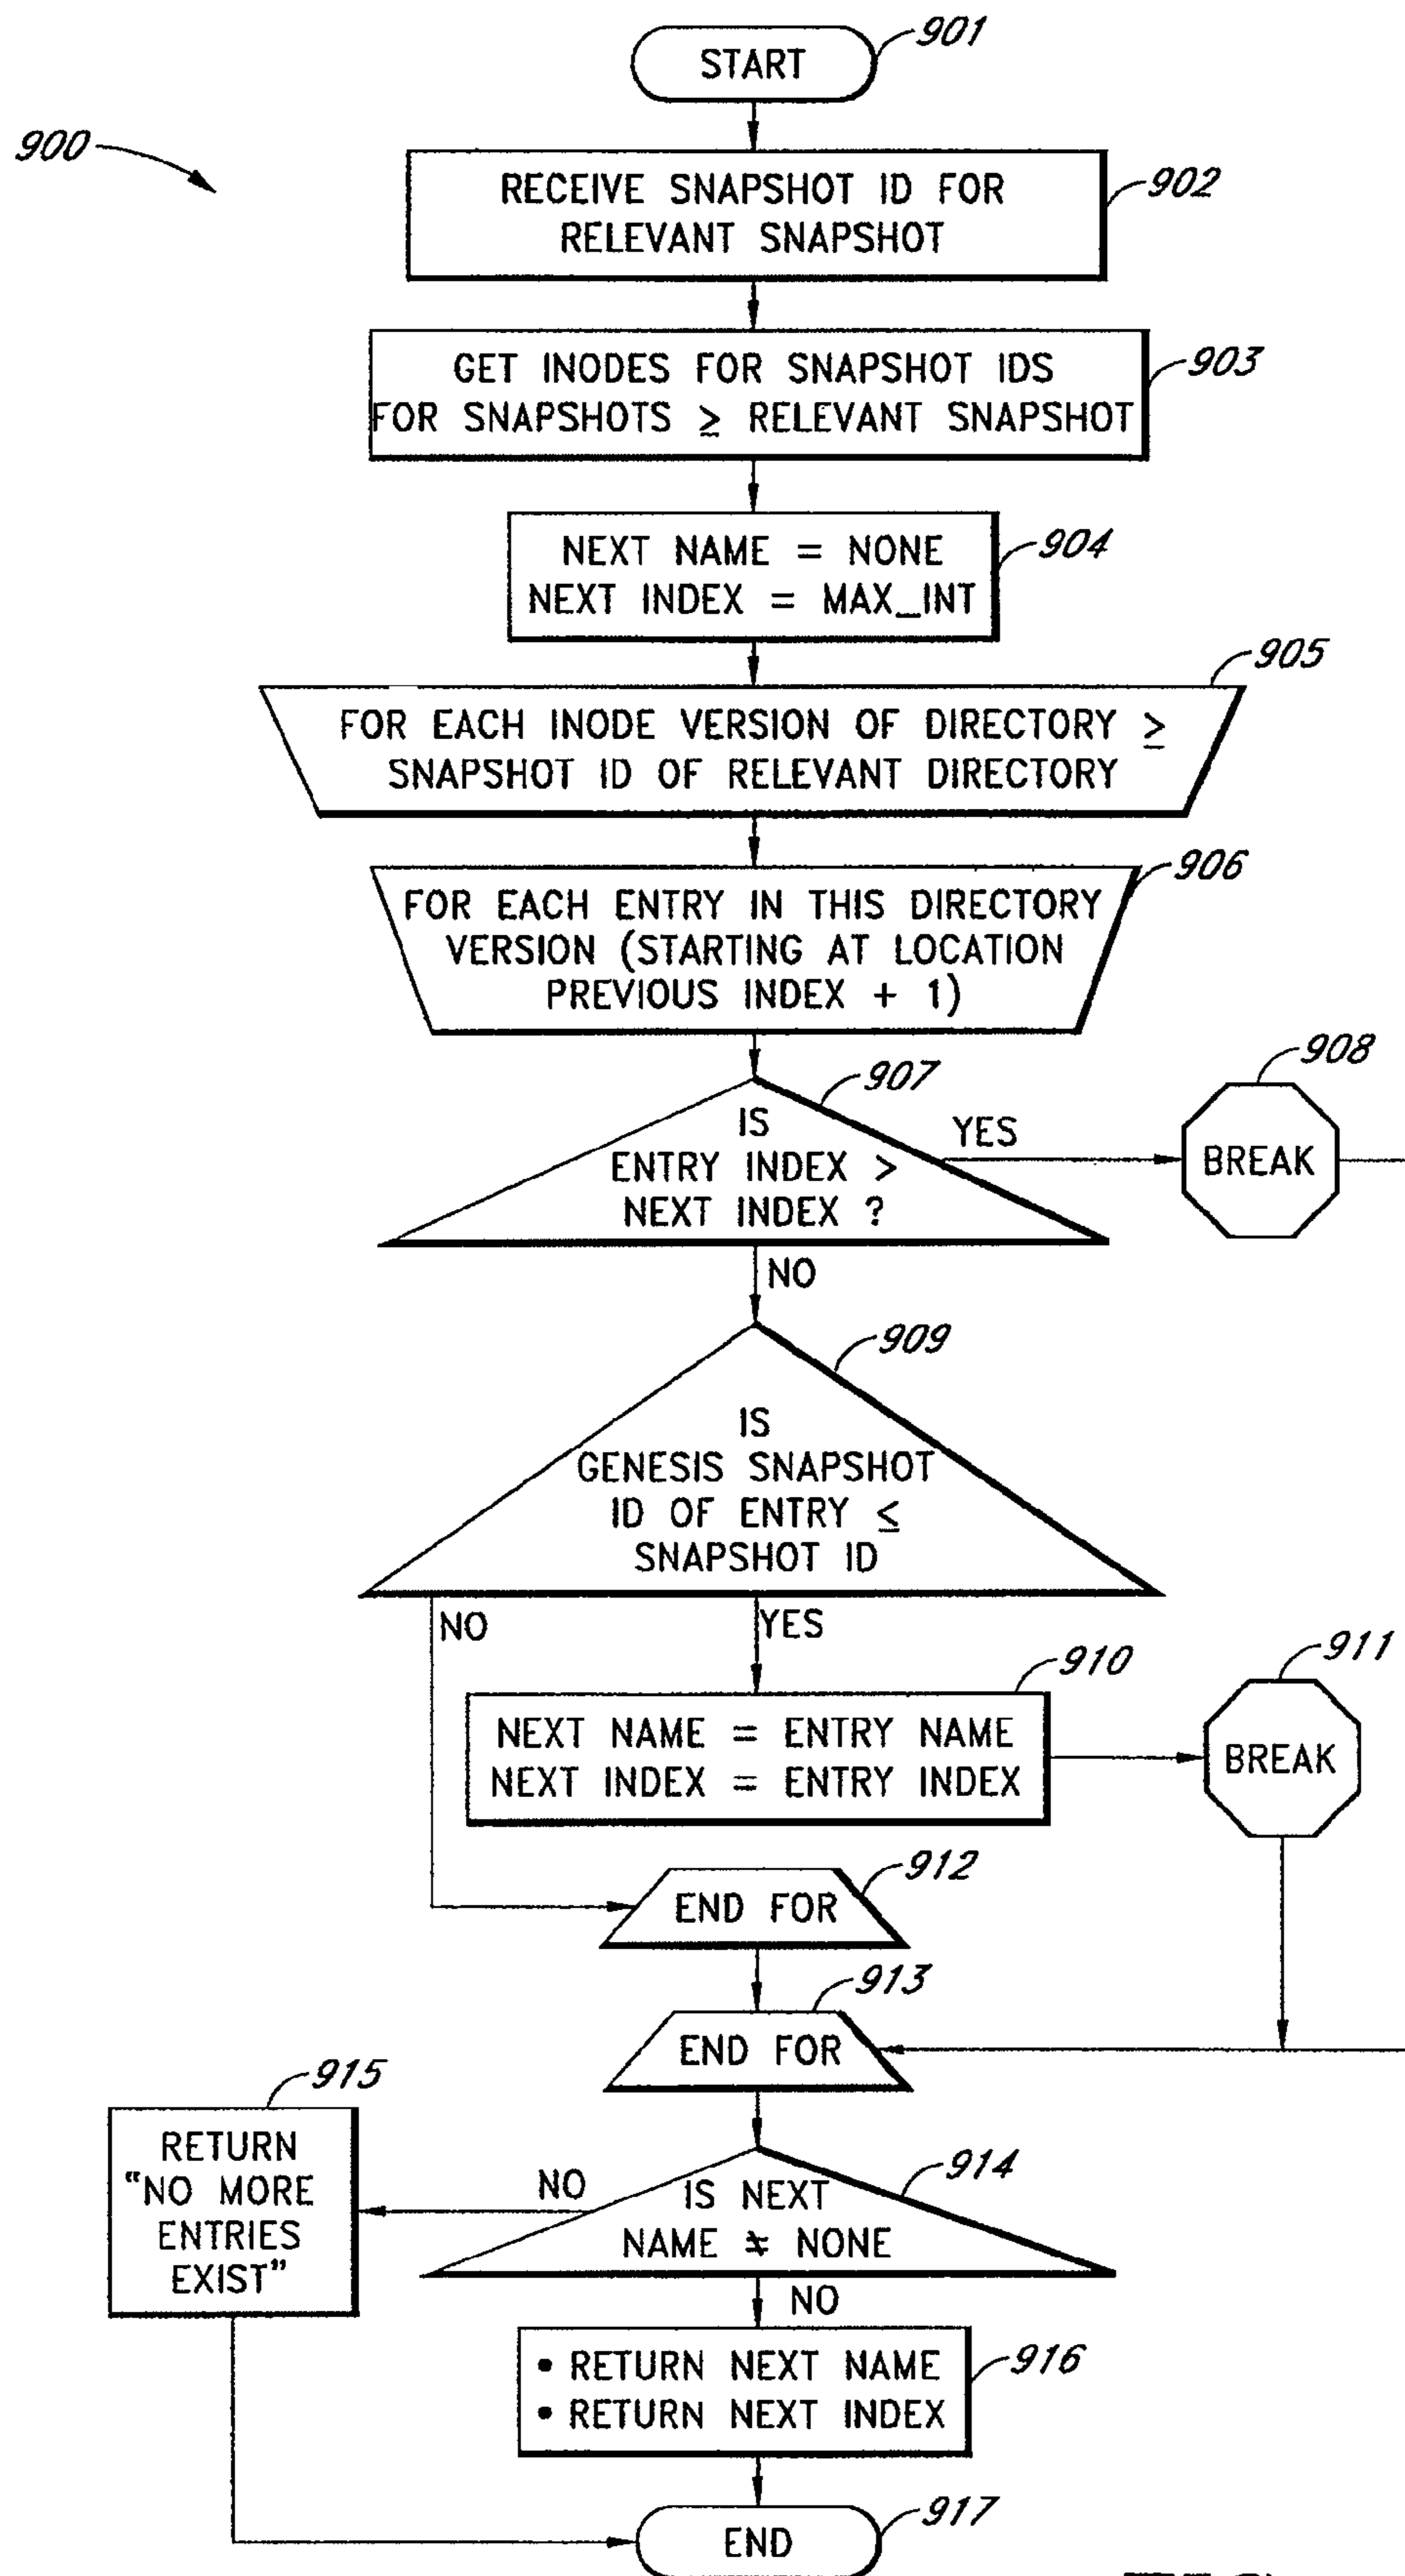 START
901
900
RECEIVE SNAPSHOT ID FOR
RELEVANT SNAPSHOT
902
GET INODES FOR SNAPSHOT IDS
FOR SNAPSHOTS ≥ RELEVANT SNAPSHOT
903
NEXT NAME = NONE
NEXT INDEX = MAX_INT
904
905
FOR EACH INODE VERSION OF DIRECTORY ≥
SNAPSHOT ID OF RELEVANT DIRECTORY
906
FOR EACH ENTRY IN THIS DIRECTORY
VERSION (STARTING AT LOCATION
PREVIOUS INDEX + 1)
907
908
IS
ENTRY INDEX >
NEXT INDEX ?
YES
BREAK
NO
909
IS
GENESIS SNAPSHOT
ID OF ENTRY ≤
SNAPSHOT ID
NO
YES
910
911
NEXT NAME = ENTRY NAME
NEXT INDEX = ENTRY INDEX
BREAK
912
END FOR
913
END FOR
915
RETURN
“NO MORE
ENTRIES
EXIST”
NO
914
IS NEXT
NAME ≠ NONE
NO
• RETURN NEXT NAME
• RETURN NEXT INDEX
916
917
END